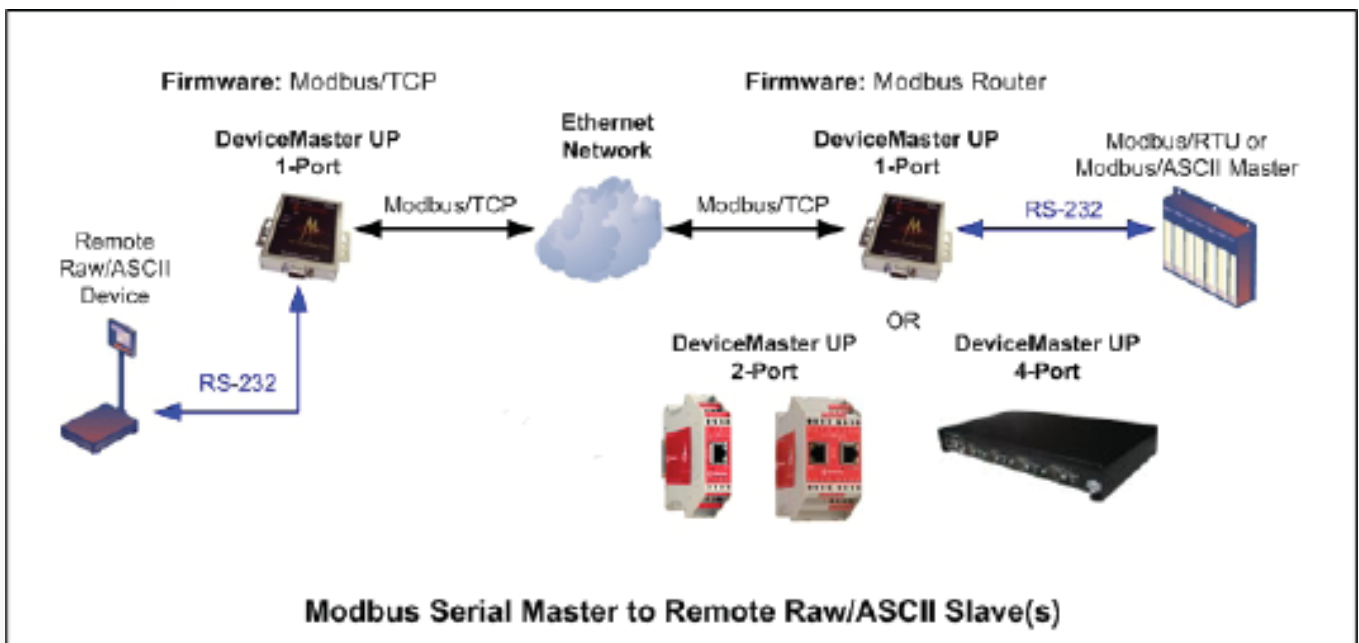 Firmware: Modbus/TCP
Firmware: Modbus Router
DeviceMaster UP
1-Port
Ethernet
Network
DeviceMaster UP
1-Port
Modbus/RTU or
Modbus/ASCII Master
Modbus/TCP
Modbus/TCP
RS-232
Remote
Raw/ASCII
Device
RS-232
OR
DeviceMaster UP
2-Port
DeviceMaster UP
4-Port
Modbus Serial Master to Remote Raw/ASCII Slave(s)